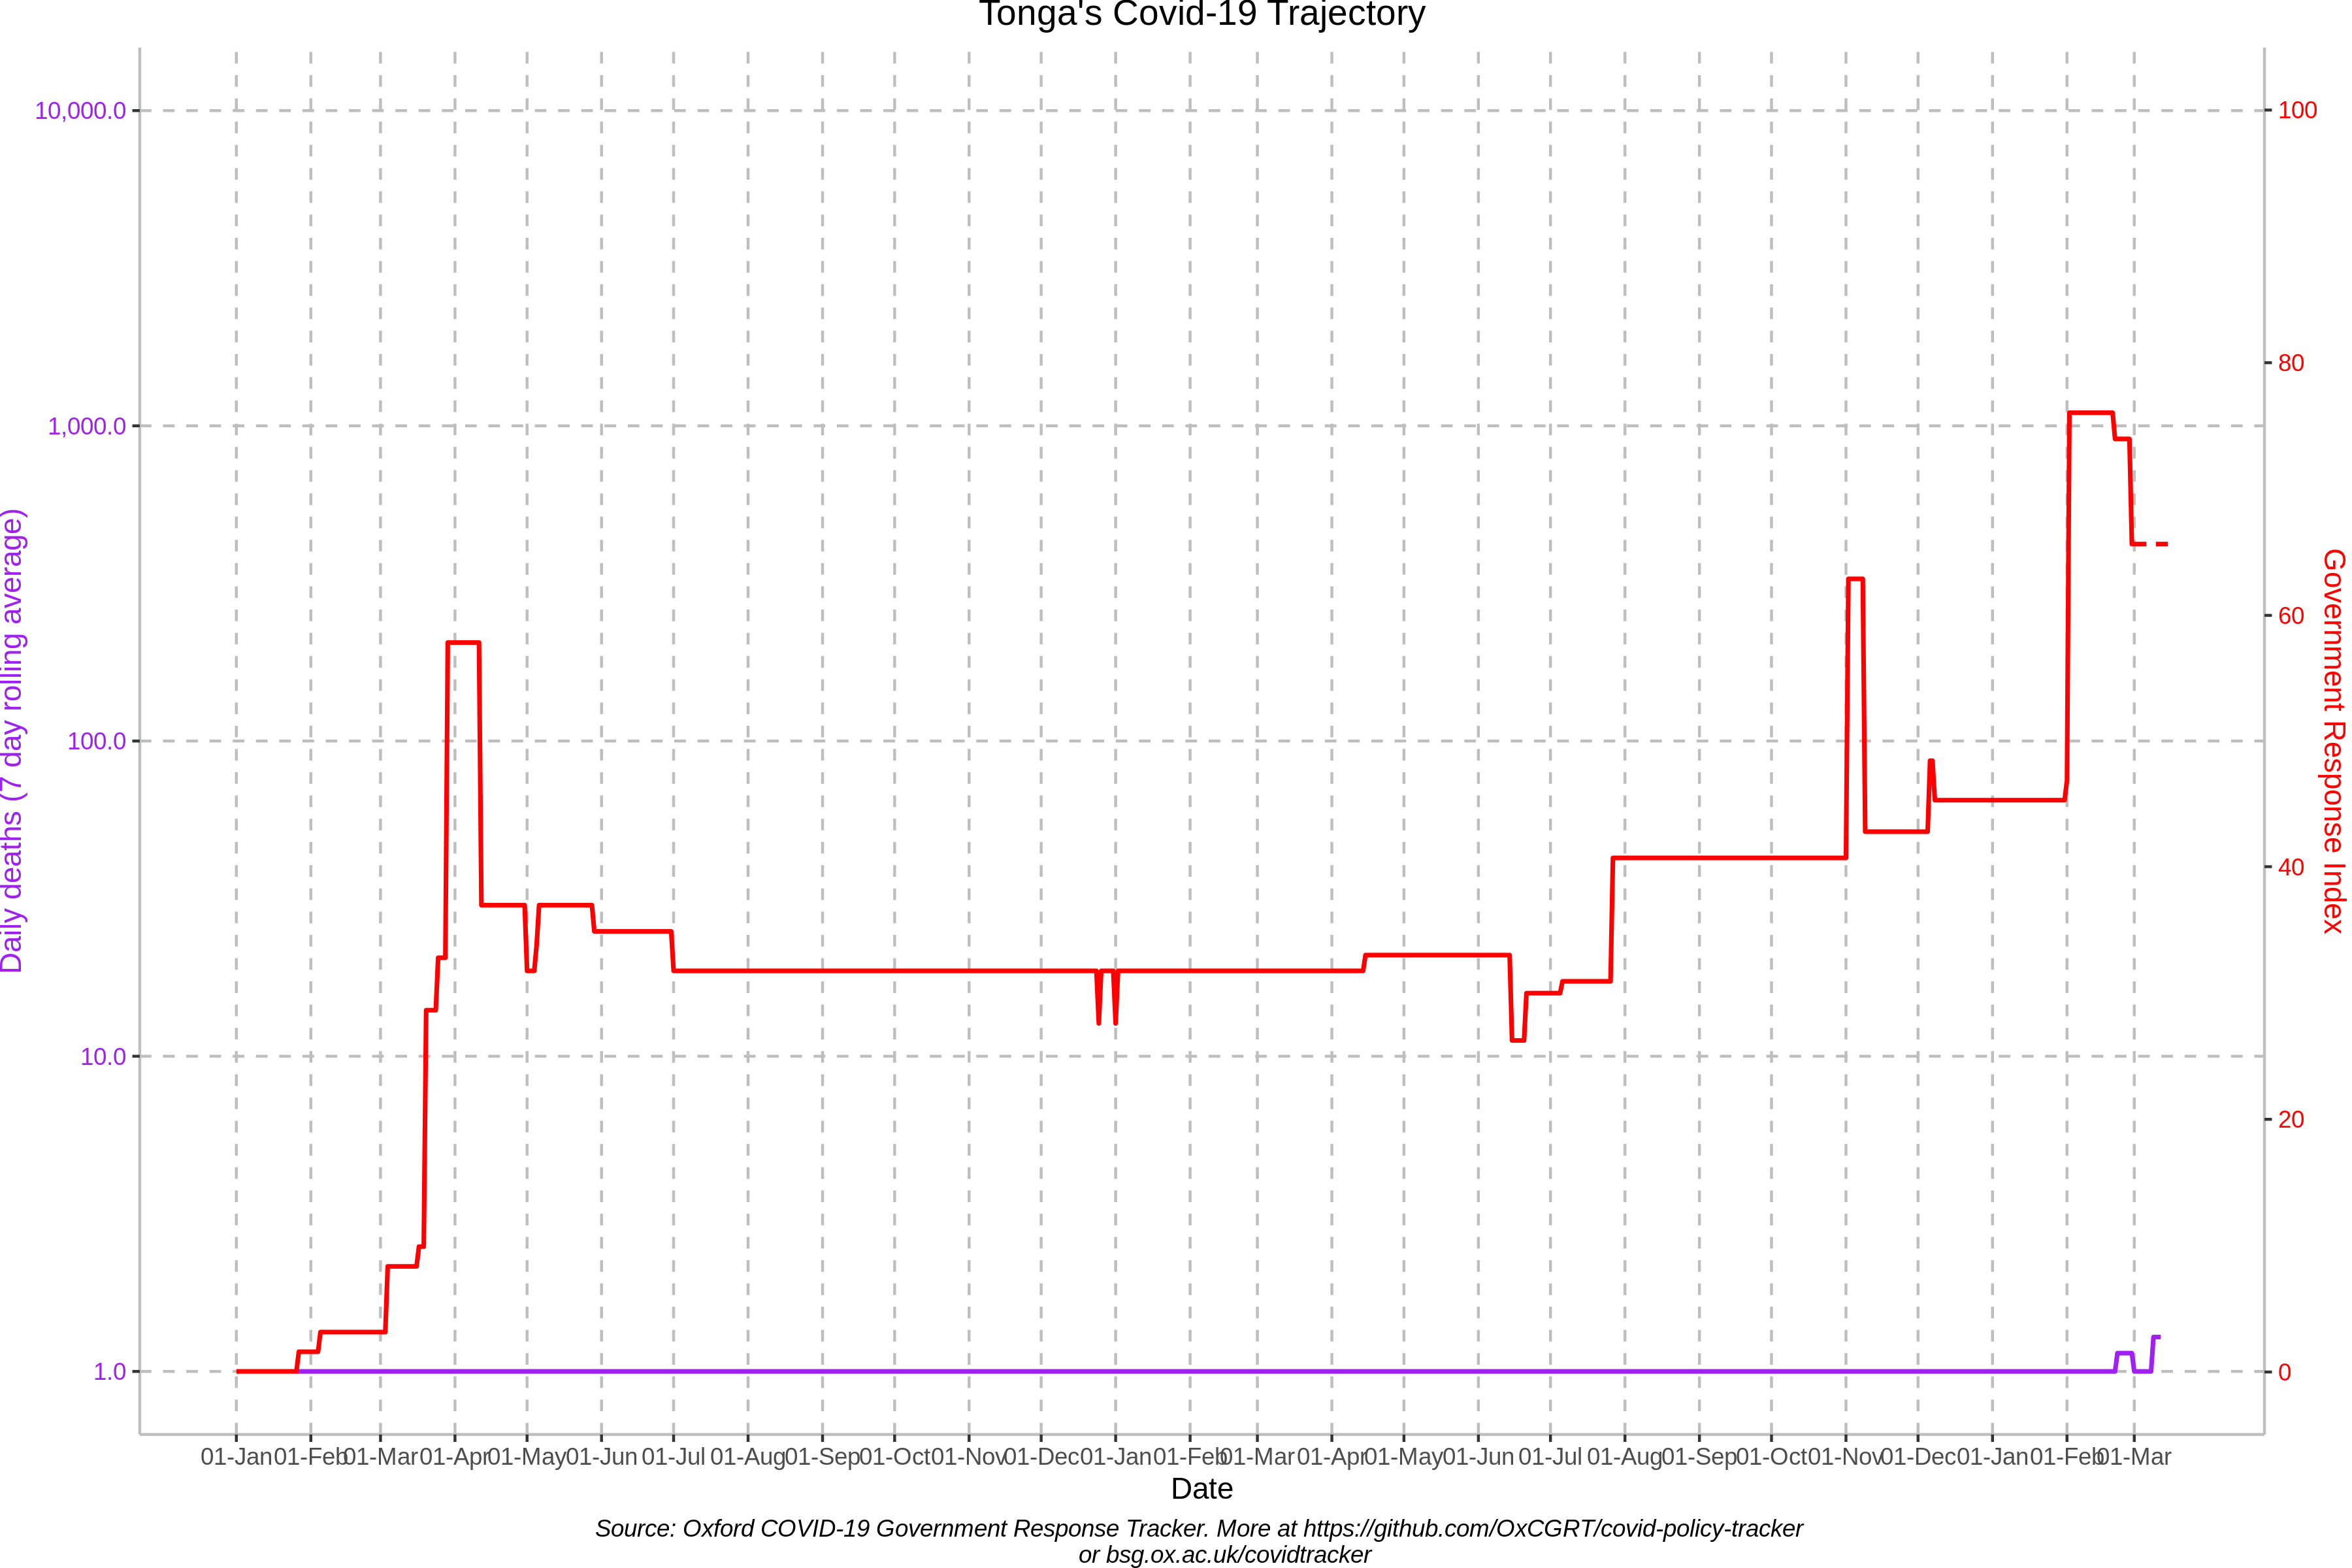 Tonga's Covid-19 Trajectory
10,000.0
1,000.0
100.0
10.0
1.0
Daily deaths (7 day rolling average)
100
80
60
40
20
0
Government Response Index
01-Jan 01-Feb 01-Mar 01-Apr 01-May 01-Jun 01-Jul 01-Aug 01-Sep 01-Oct 01-Nov 01-Dec 01-Jan 01-Feb 01-Mar 01-Apr 01-May 01-Jun 01-Jul 01-Aug 01-Sep 01-Oct 01-Nov 01-Dec 01-Jan 01-Feb 01-Mar
Date
Source: Oxford COVID-19 Government Response Tracker. More at https://github.com/OxCGRT/covid-policy-tracker
or bsg.ox.ac.uk/covidtracker